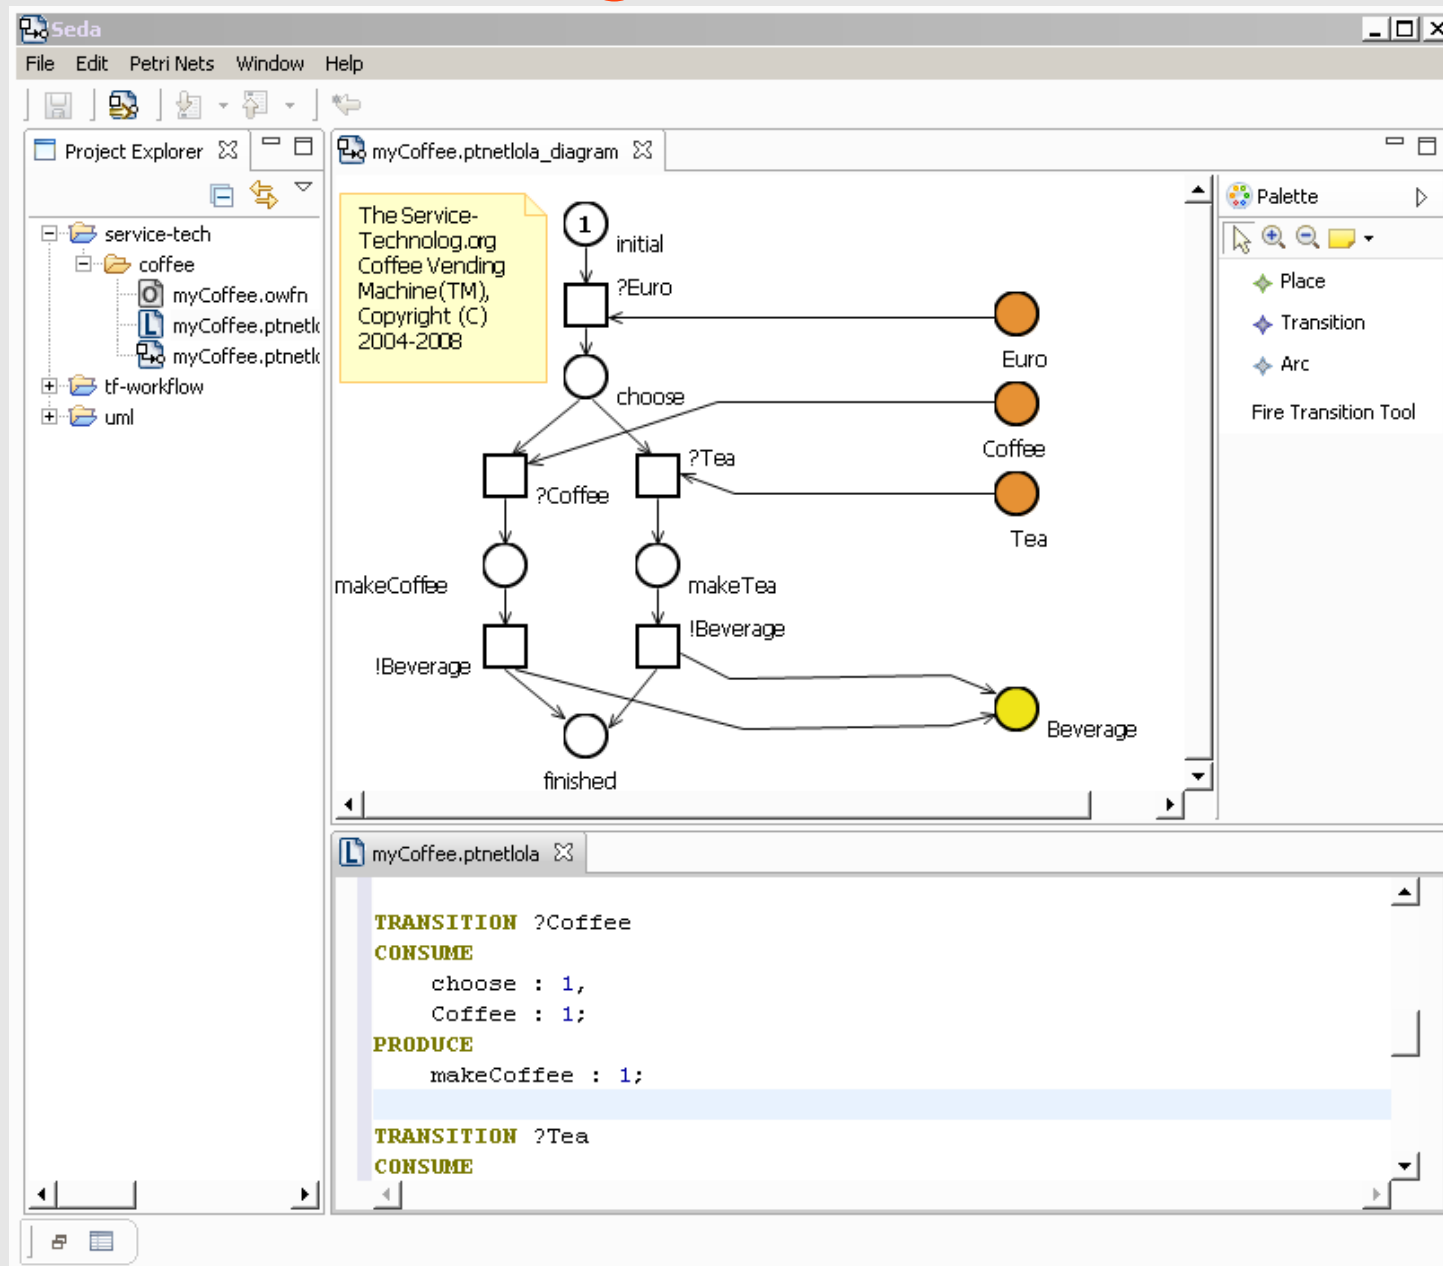 Seda
File Edit Petri Nets Window Help
Project Explorer
service-tech
coffee
myCoffee.owfn
myCoffee.ptnetl
myCoffee.ptnetl
tf-workflow
uml
myCoffee.ptnetlola_diagram
The Service-
Technolog.org
Coffee Vending
Machine(TM),
Copyright (C)
2004-2008
1
initial
?Euro
Euro
choose
Coffee
?Tea
?Coffee
Tea
makeCoffee
makeTea
!Beverage
!Beverage
Beverage
finished
Palette
Place
Transition
Arc
Fire Transition Tool
myCoffee.ptnetlola
TRANSITION ?Coffee
CONSUME
choose : 1,
Coffee : 1;
PRODUCE
makeCoffee : 1;
TRANSITION ?Tea
CONSUME